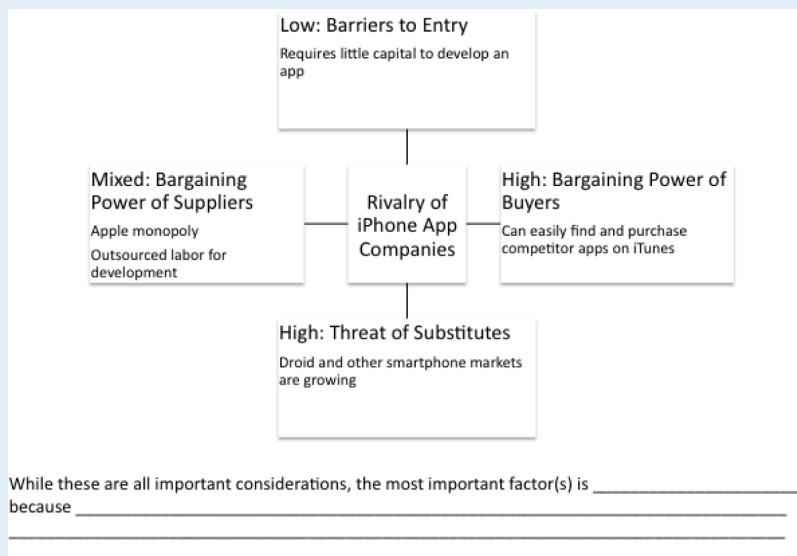 Low: Barriers to Entry
Requires little capital to develop an
app
Mixed: Bargaining
Power of Suppliers
Apple monopoly
Outsourced labor for
development
Rivalry of
iPhone App
Companies
High: Bargaining Power of
Buyers
Can easily find and purchase
competitor apps on iTunes
High: Threat of Substitutes
Droid and other smartphone markets
are growing
While these are all important considerations, the most important factor(s) is ____________________
because ______________________________________________________________________
____________________________________________________________________________